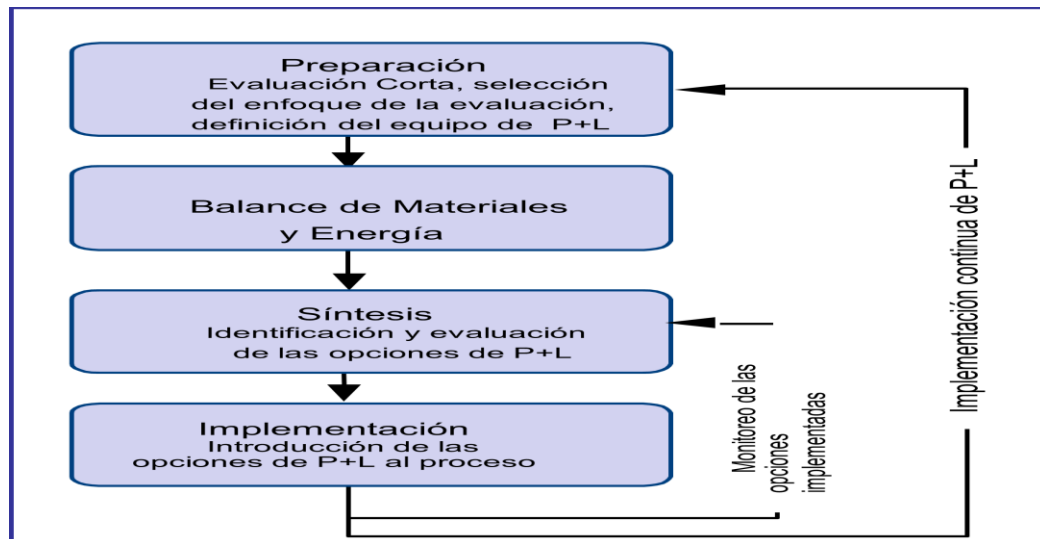 Preparación
Evaluación Corta, selección
del enfoque de la evaluación,
definición del equipo de P+L
Balance de Materiales
y Energía
Síntesis
Identificación y evaluación
de las opciones de P+L
Implementación
Introducción de las
opciones de P+L al proceso
Monitoreo de las
opciones
implementadas
Implementación continua de P+L